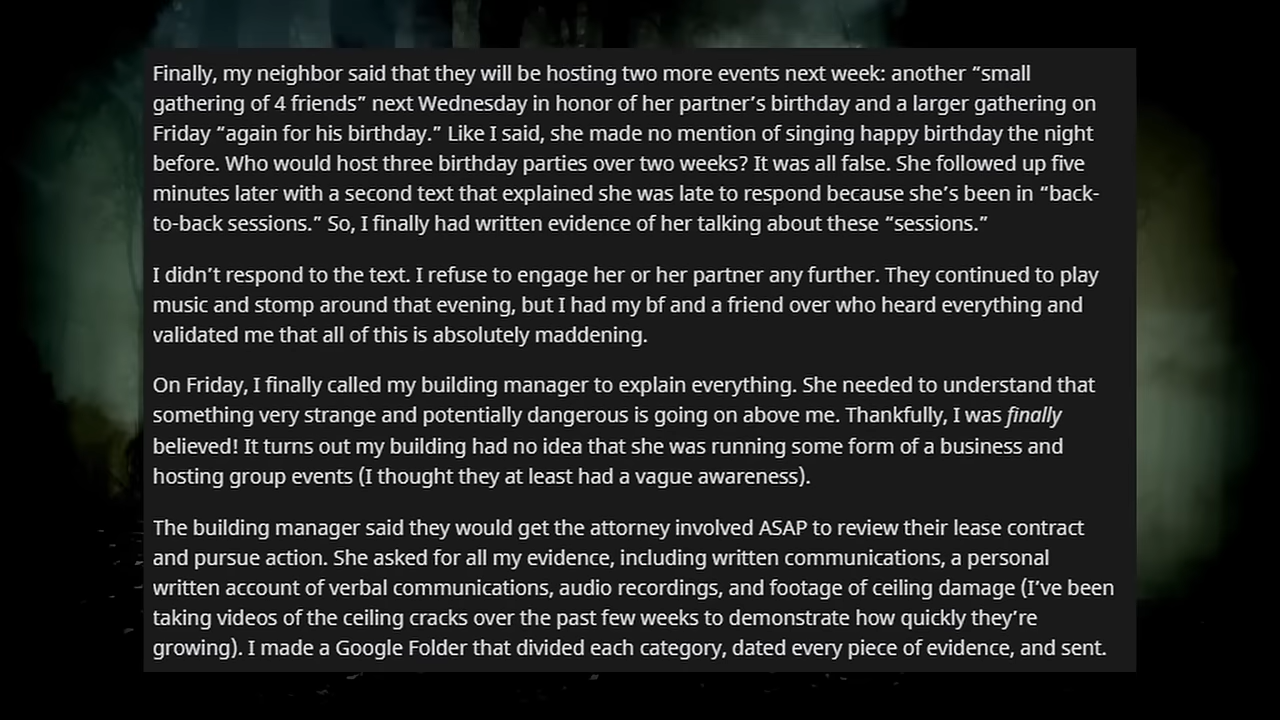 Finally, my neighbor said that they will be hosting two more events next week: another “small
gathering of 4 friends” next Wednesday in honor of her partner’s birthday and a larger gathering on
Friday “again for his birthday.” Like I said, she made no mention of singing happy birthday the night
before. Who would host three birthday parties over two weeks? It was all false. She followed up five
minutes later with a second text that explained she was late to respond because she’s been in “back-
to-back sessions.” So, I finally had written evidence of her talking about these “sessions.”
I didn’t respond to the text. I refuse to engage her or her partner any further. They continued to play
music and stomp around that evening, but I had my bf and a friend over who heard everything and
validated me that all of this is absolutely maddening.
On Friday, I finally called my building manager to explain everything. She needed to understand that
something very strange and potentially dangerous is going on above me. Thankfully, I was finally
believed! It turns out my building had no idea that she was running some form of a business and
hosting group events (I thought they at least had a vague awareness).
The building manager said they would get the attorney involved ASAP to review their lease contract
and pursue action. She asked for all my evidence, including written communications, a personal
written account of verbal communications, audio recordings, and footage of ceiling damage (I’ve been
taking videos of the ceiling cracks over the past few weeks to demonstrate how quickly they’re
growing). I made a Google Folder that divided each category, dated every piece of evidence, and sent.